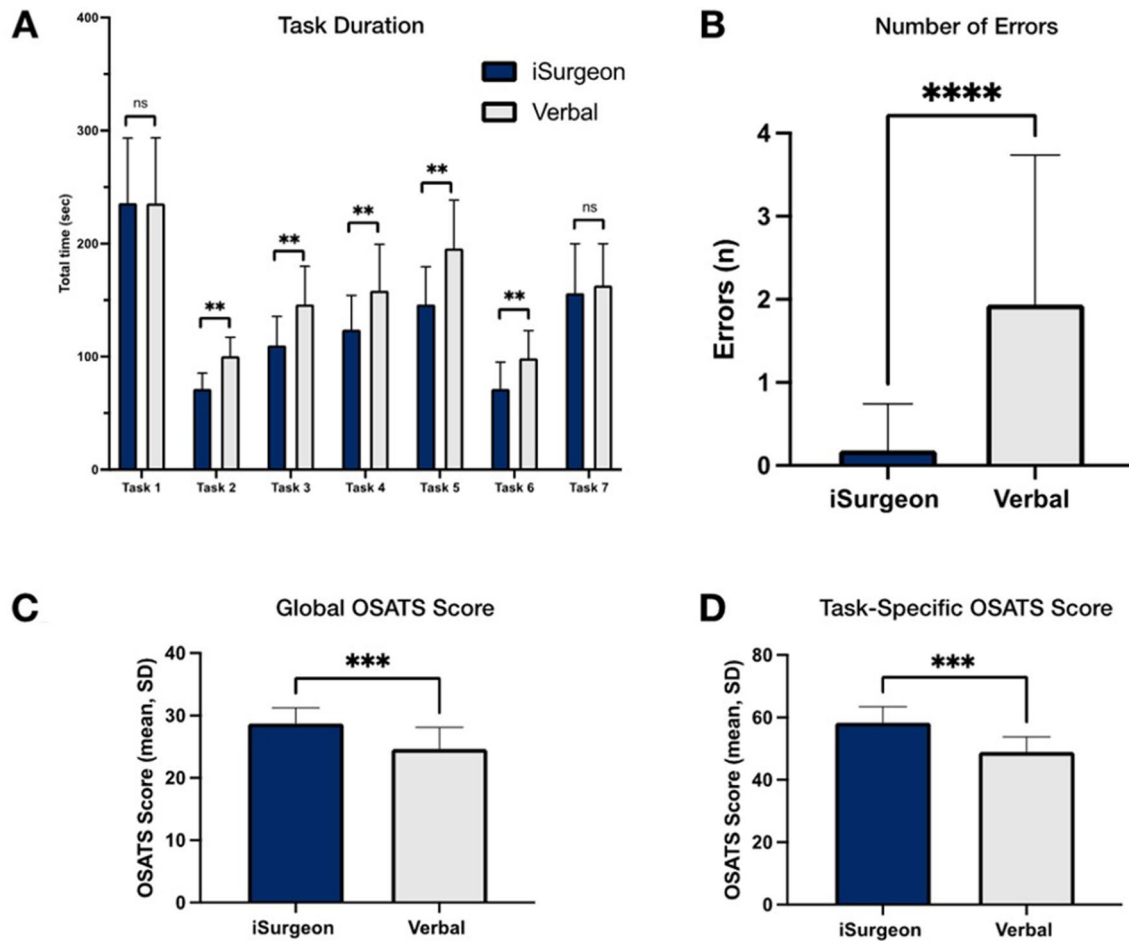 A
Task Duration
iSurgeon
Verbal
Total time (sec)
400
300
200
100
0
ns
**
**
**
**
**
ns
Task 1
Task 2
Task 3
Task 4
Task 5
Task 6
Task 7
B
Number of Errors
****
Errors (n)
4
3
2
1
0
iSurgeon
Verbal
C
Global OSATS Score
***
OSATS Score (mean, SD)
40
30
20
10
0
iSurgeon
Verbal
D
Task-Specific OSATS Score
***
OSATS Score (mean, SD)
80
60
40
20
0
iSurgeon
Verbal